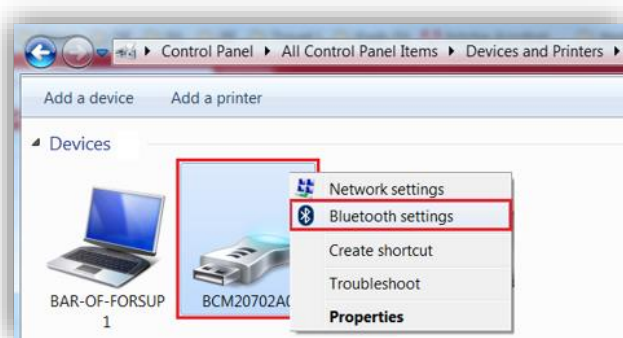 Control Panel ▸ All Control Panel Items ▸ Devices and Printers ▸
Add a device Add a printer
Devices
Network settings
Bluetooth settings
Create shortcut
Troubleshoot
Properties
BAR-OF-FORSUP
1
BCM20702A0